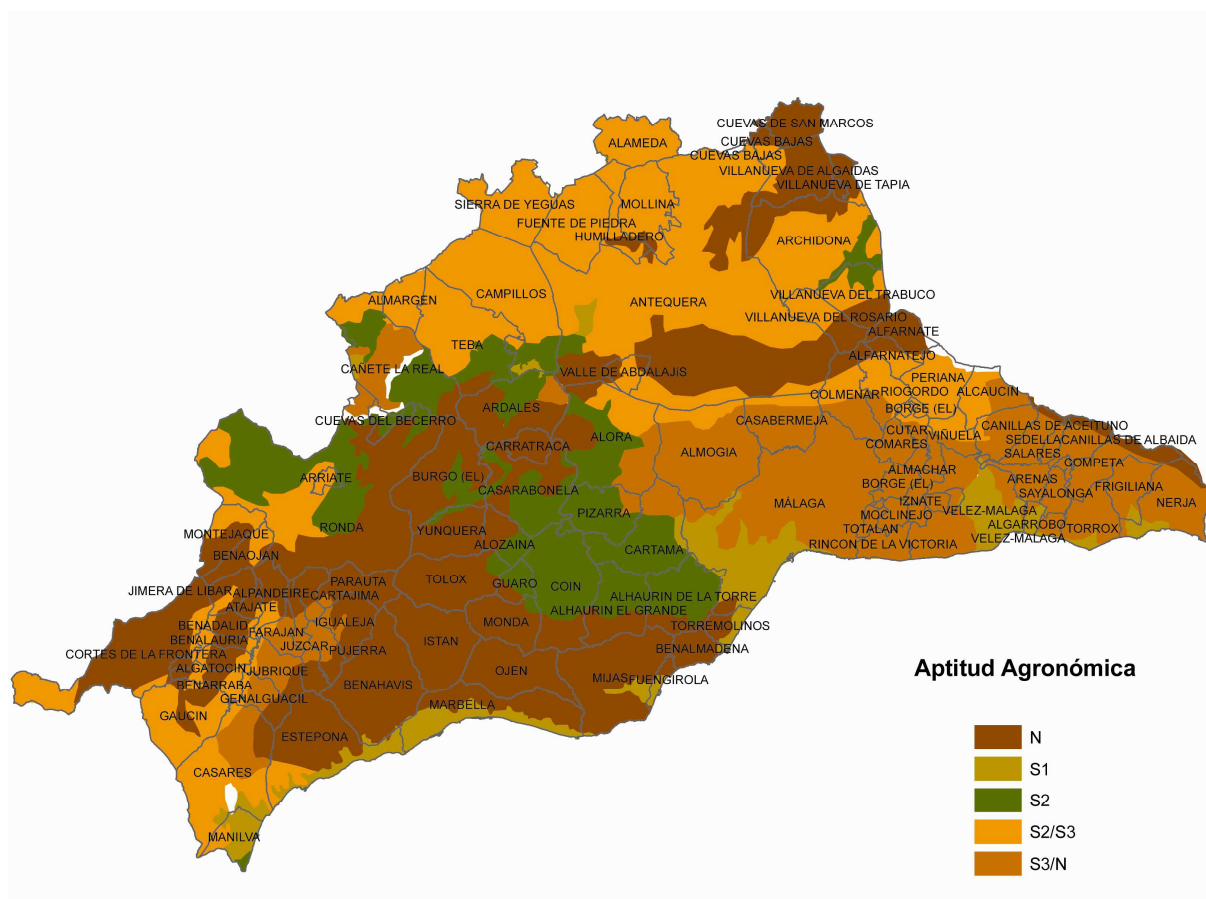 CUEVAS DE SAN MARCOS
CUEVAS BAJAS
ALAMEDA
CUEVAS BAJAS
VILLANUEVA DE ALGAIDAS
VILLANUEVA DE TAPIA
SIERRA DE YEGUAS
MOLLINA
FUENTE DE PIEDRA
HUMILLADERO
ARCHIDONA
CAMPILLOS
VILLANUEVA DEL TRABUCO
ALMARGEN
ANTEQUERA
VILLANUEVA DEL ROSARIO
ALFARNATE
TEBA
ALFARNATEJO
CAÑETE LA REAL
VALLE DE ABDALAJíS
PERIANA
COLMENAR
RIOGORDO
ALCAUCIN
ARDALES
BORGE (EL)
CUEVAS DEL BECERRO
CASABERMEJA
CANILLAS DE ACEITUNO
CUTAR
VIÑUELA
ALORA
SEDELLA
CANILLAS DE ALBAIDA
COMARES
CARRATRACA
ALMOGIA
SALARES
COMPETA
ALMACHAR
ARRIATE
BURGO (EL)
BORGE (EL)
ARENAS
FRIGILIANA
CASARABONELA
SAYALONGA
MÁLAGA
IZNATE
NERJA
PIZARRA
MOCLINEJO
VELEZ-MALAGA
RONDA
ALGARROBO
TORROX
YUNQUERA
TOTALAN
MONTEJAQUE
VELEZ-MALAGA
ALOZAINA
RINCON DE LA VICTORIA
CARTAMA
BENAOJAN
TOLOX
PARAUTA
GUARO
COIN
JIMERA DE LIBAR
ALPANDEIRE
CARTAJIMA
ALHAURIN DE LA TORRE
ATAJATE
ALHAURIN EL GRANDE
IGUALEJA
MONDA
BENADALID
TORREMOLINOS
FARAJAN
BENALAURIA
ISTAN
JUZCAR
PUJERRA
BENALMADENA
CORTES DE LA FRONTERA
ALGATOCIN
JUBRIQUE
OJEN
Aptitud Agronómica
MIJAS
FUENGIROLA
BENARRABA
BENAHAVIS
GENALGUACIL
MARBELLA
GAUCIN
ESTEPONA
N
CASARES
S1
S2
S2/S3
MANILVA
S3/N